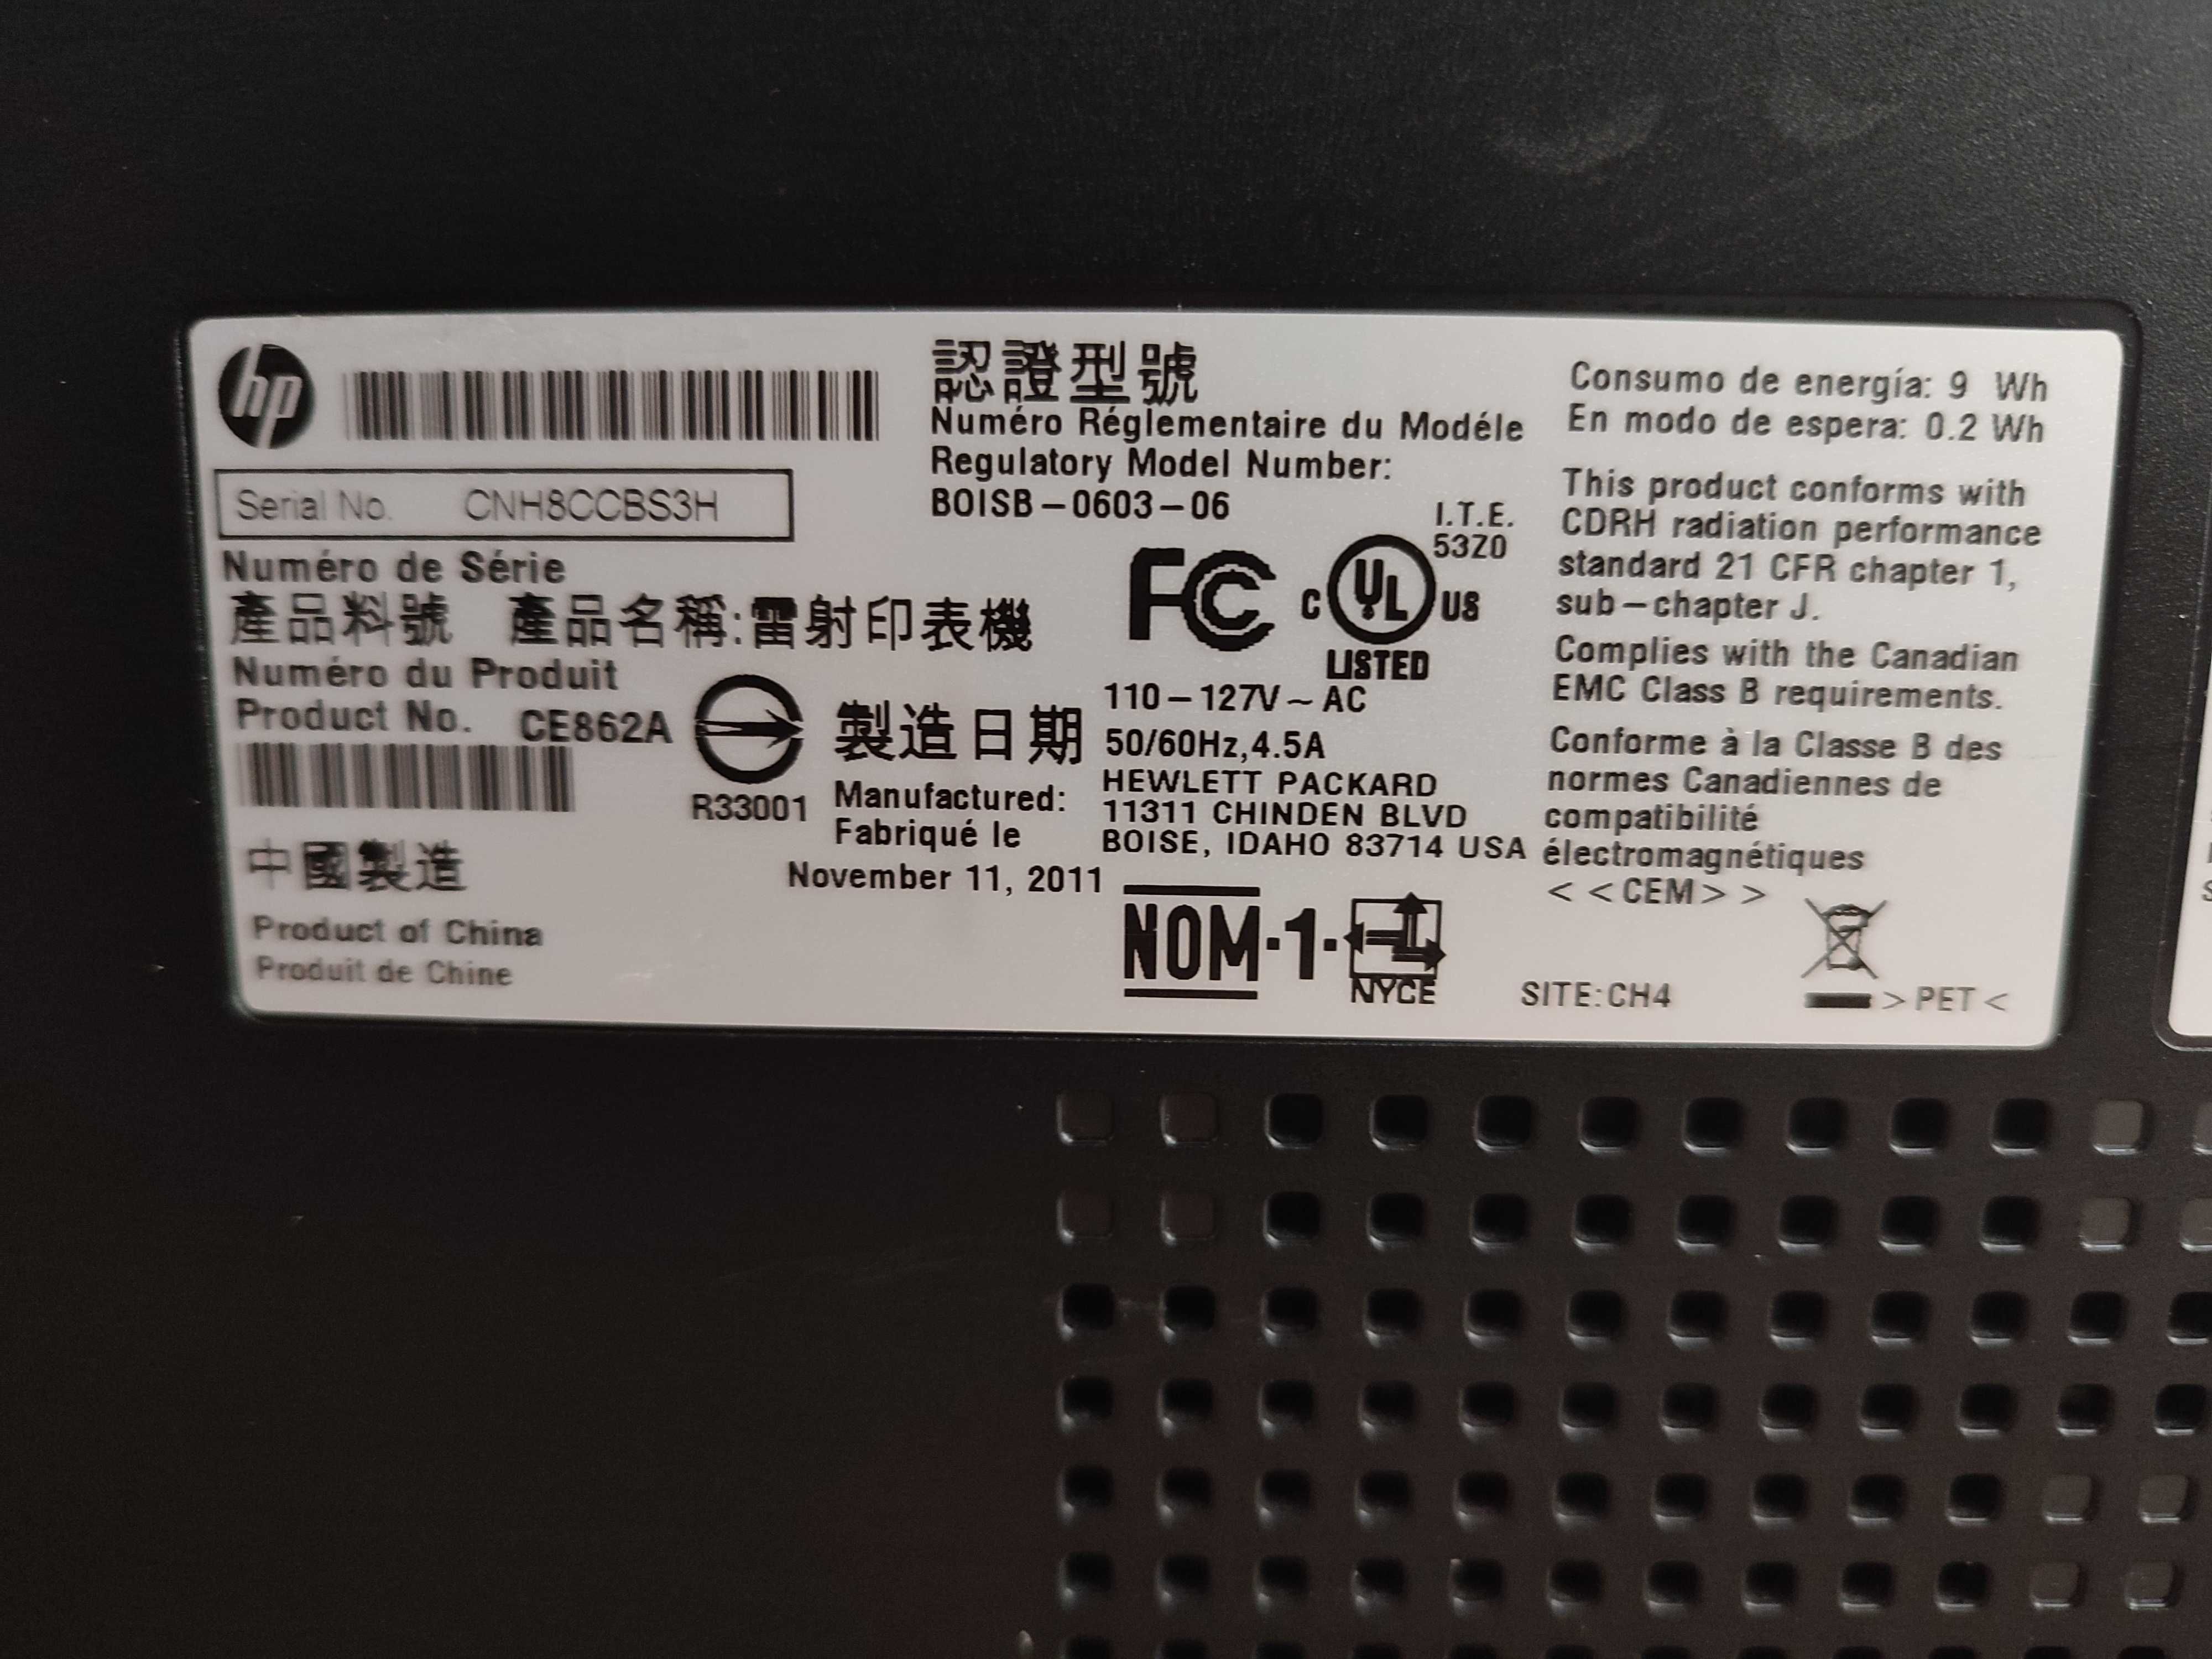 hp
Serial No. CNH8CCBS3H
Numéro de Série
產品料號 產品名稱:雷射印表機
Numéro du Produit
Product No. CE862A
R33001
中國製造
Product of China
Produit de Chine
製造日期
Manufactured:
Fabriqué le
November 11, 2011
認證型號
Numéro Réglementaire du Modéle
Regulatory Model Number:
BOISB-0603-06
I.T.E.
53Z0
FC
C UL US
LISTED
110-127V~ AC
50/60Hz,4.5A
HEWLETT PACKARD
11311 CHINDEN BLVD
BOISE, IDAHO 83714 USA
NOM-1-
NYCE
Consumo de energía: 9 Wh
En modo de espera: 0.2 Wh
This product conforms with
CDRH radiation performance
standard 21 CFR chapter 1,
sub-chapter J.
Complies with the Canadian
EMC Class B requirements.
Conforme à la Classe B des
normes Canadiennes de
compatibilité
électromagnétiques
< <CEM> >
SITE:CH4
> PET <